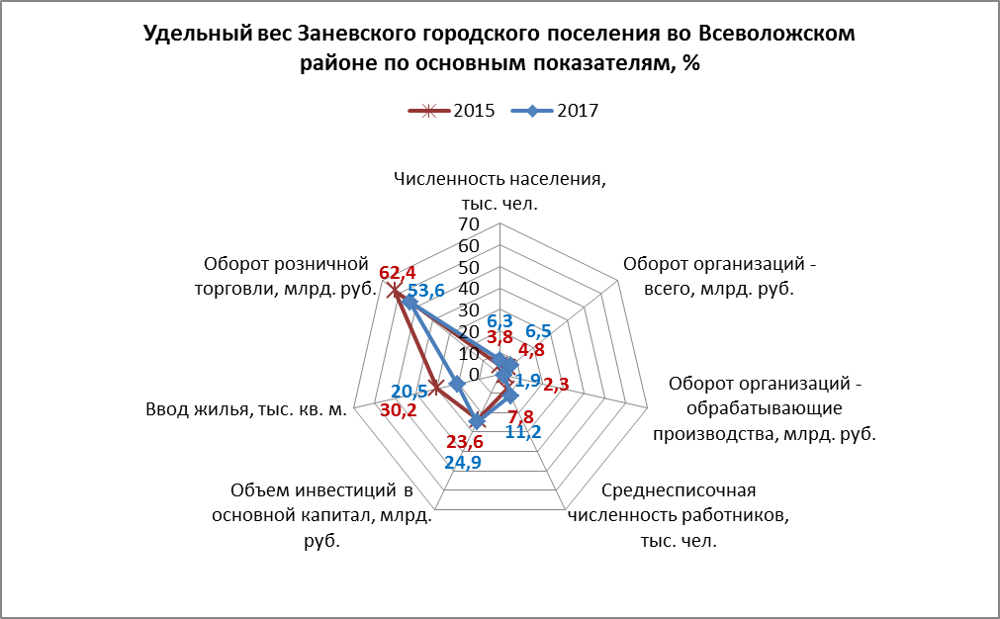 Удельный вес Заневского городского поселения во Всеволожском
районе по основным показателям, %
2015
2017
Численность населения,
тыс. чел.
70
60
50
40
30
20
10
0
Оборот организаций -
всего, млрд. руб.
Оборот организаций -
обрабатывающие
производства, млрд. руб.
Среднесписочная
численность работников,
тыс. чел.
Объем инвестиций в
основной капитал, млрд.
руб.
Ввод жилья, тыс. кв. м.
Оборот розничной
торговли, млрд. руб.
62,4
53,6
6,3
3,8
6,5
4,8
1,9
2,3
7,8
11,2
23,6
24,9
20,5
30,2